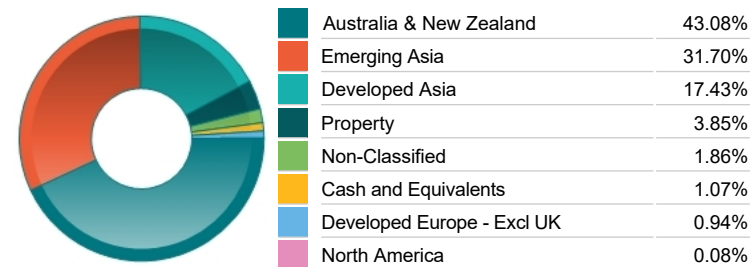 Australia & New Zealand 43.08%
Emerging Asia 31.70%
Developed Asia 17.43%
Property 3.85%
Non-Classified 1.86%
Cash and Equivalents 1.07%
Developed Europe - Excl UK 0.94%
North America 0.08%